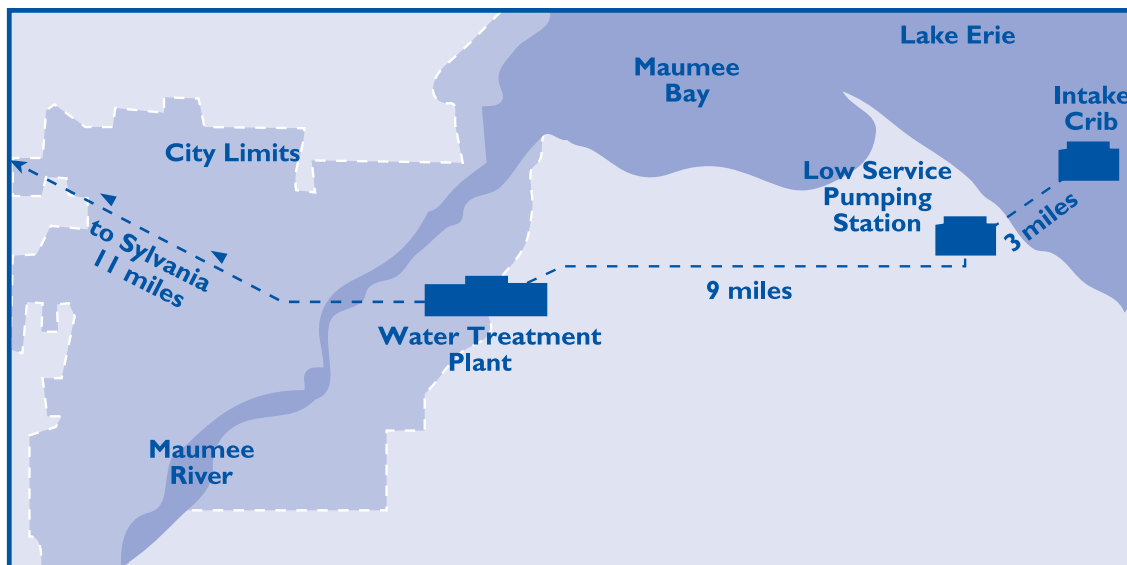 Lake Erie
Maumee
Bay
Intake
Crib
City Limits
Low Service
Pumping
Station
3 miles
to Sylvania
11 miles
9 miles
Water Treatment
Plant
Maumee
River